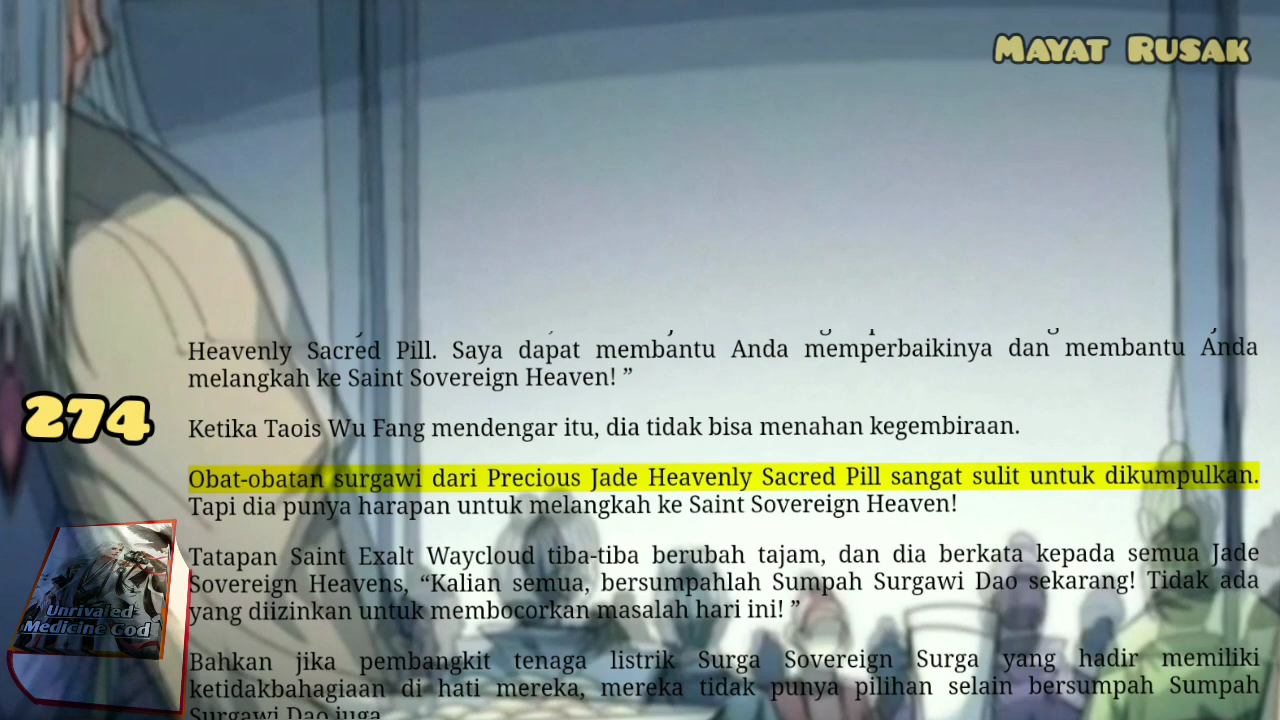 Mayat Rusak
Heavenly Sacred Pill. Saya dapat membantu Anda memperbaikinya dan membantu Anda
melangkah ke Saint Sovereign Heaven! ”
274
Ketika Taois Wu Fang mendengar itu, dia tidak bisa menahan kegembiraan.
Obat-obatan surgawi dari Precious Jade Heavenly Sacred Pill sangat sulit untuk dikumpulkan.
Tapi dia punya harapan untuk melangkah ke Saint Sovereign Heaven!
Tatapan Saint Exalt Waycloud tiba-tiba berubah tajam, dan dia berkata kepada semua Jade
Sovereign Heavens, “Kalian semua, bersumpahlah Sumpah Surgawi Dao sekarang! Tidak ada
yang diizinkan untuk membocorkan masalah hari ini! ”
Unrivaled
Medicine God
Bahkan jika pembangkit tenaga listrik Surga Sovereign Surga yang hadir memiliki
ketidakbahagiaan di hati mereka, mereka tidak punya pilihan selain bersumpah Sumpah
Surgawi Dao juga